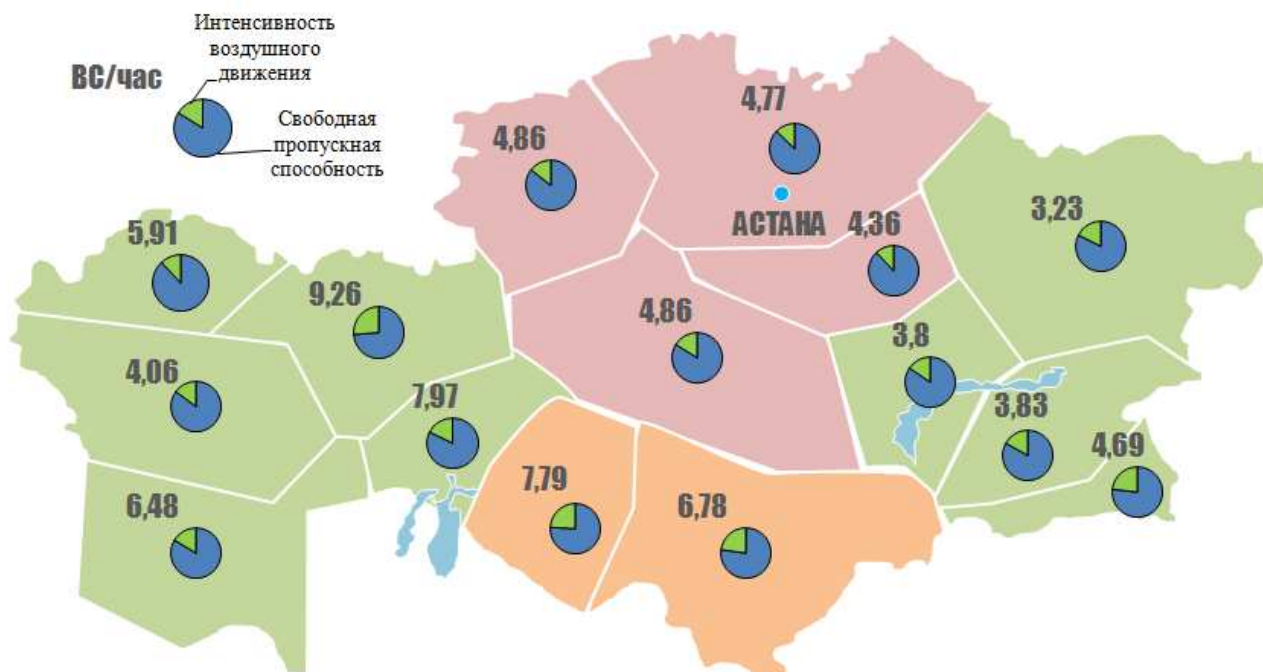 Интенсивность
воздушного
движения
ВС/час
Свободная
пропускная
способность
4,77
4,86
АСТАНА
4,36
3,23
5,91
9,26
4,86
3,8
4,06
7,97
3,83
4,69
6,48
7,79
6,78